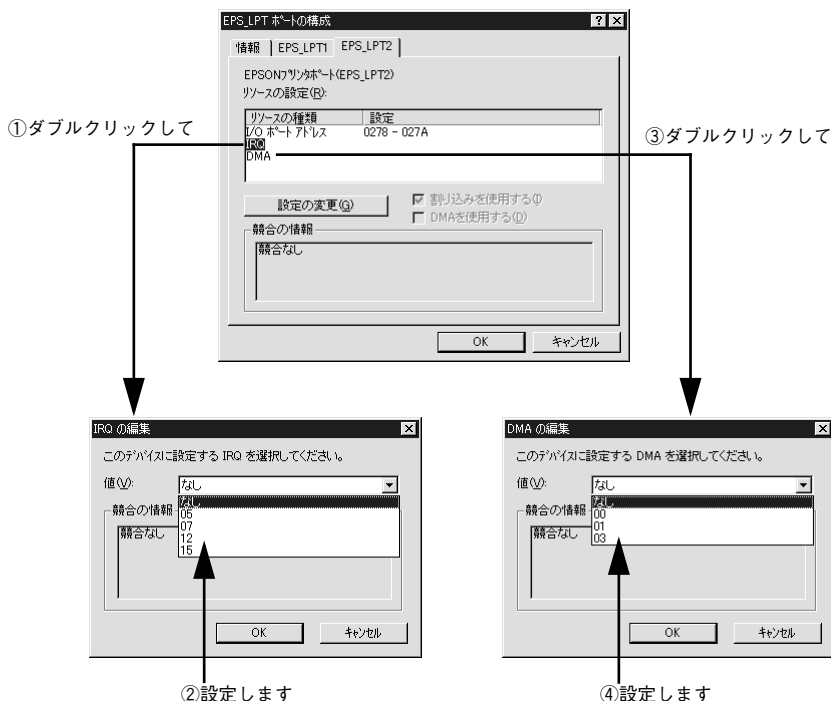 EPS_LPT ポートの構成
情報 EPS_LPT1 EPS_LPT2
EPSONプリンタポート(EPS_LPT2)
リソースの設定(R):
リソースの種類 設定
I/O ポート アドレス 0278 - 027A
IRQ
DMA
設定の変更(G)
割り込みを使用する(I)
DMAを使用する(D)
競合の情報
競合なし
OK キャンセル
①ダブルクリックして
③ダブルクリックして
IRQ の編集
このデバイスに設定する IRQ を選択してください。
値(V): なし
なし
05
07
12
15
競合の情報
競合なし
OK キャンセル
②設定します
DMA の編集
このデバイスに設定する DMA を選択してください。
値(V): なし
なし
00
01
03
競合の情報
競合なし
OK キャンセル
④設定します